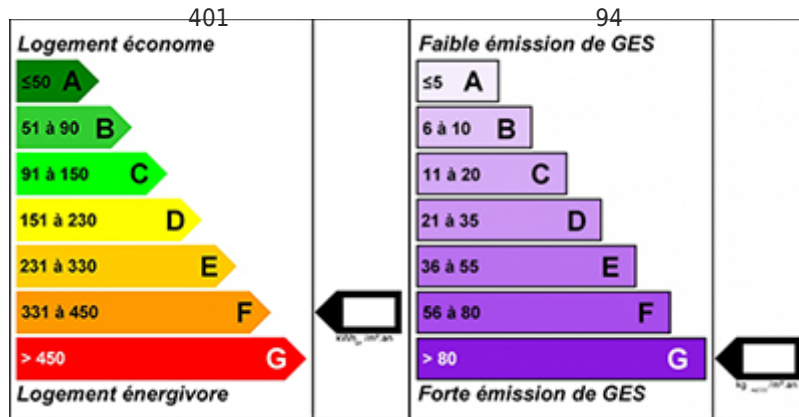 401
Logement économe
≤50 A
51 à 90 B
91 à 150 C
151 à 230 D
231 à 330 E
331 à 450 F
> 450 G
Logement énergivore
94
Faible émission de GES
≤5 A
6 à 10 B
11 à 20 C
21 à 35 D
36 à 55 E
56 à 80 F
> 80 G
Forte émission de GES